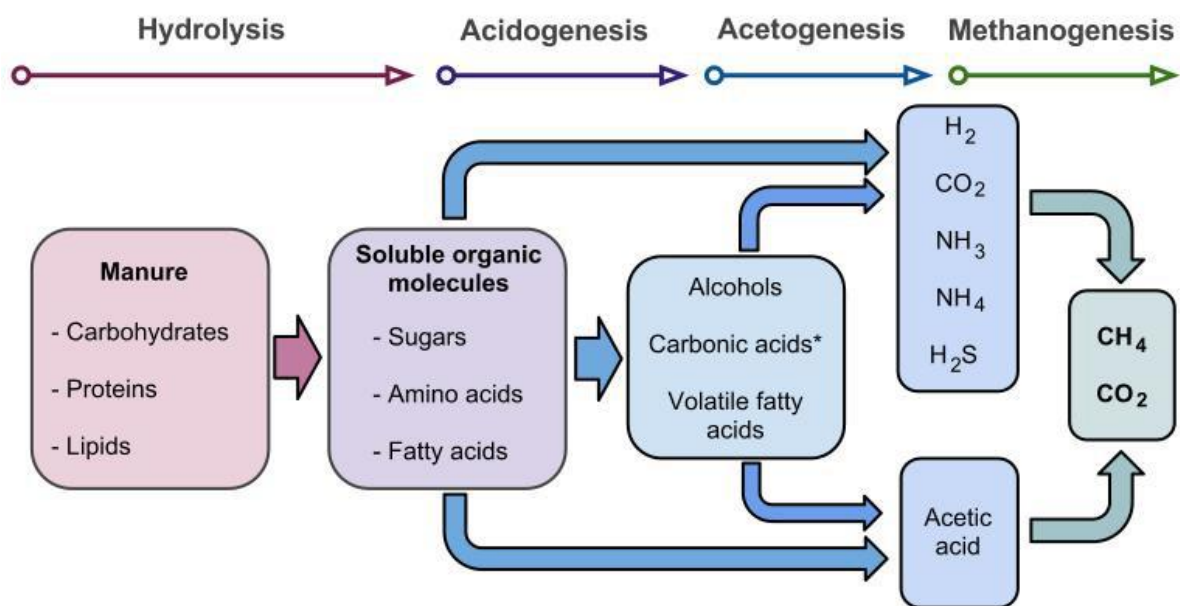 Hydrolysis
Acidogenesis
Acetogenesis
Methanogenesis
Manure
- Carbohydrates
- Proteins
- Lipids
Soluble organic
molecules
- Sugars
- Amino acids
- Fatty acids
Alcohols
Carbonic acids*
Volatile fatty
acids
H₂
CO₂
NH₃
NH₄
H₂S
Acetic
acid
CH₄
CO₂